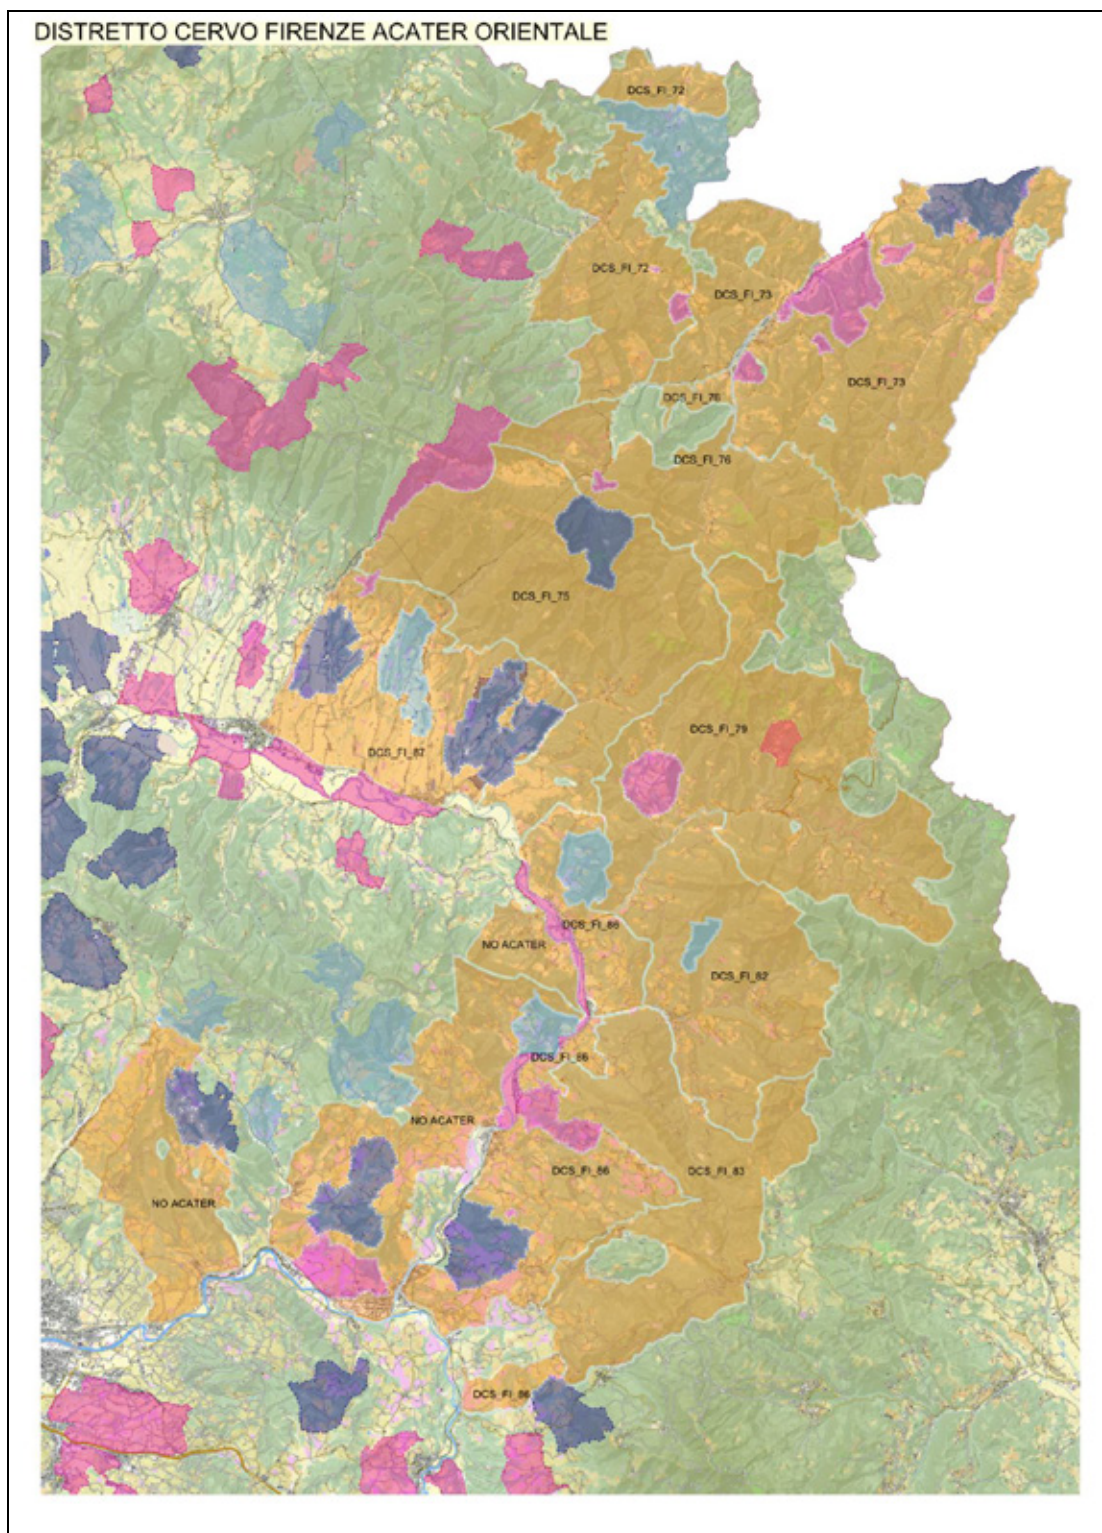 DISTRETTO CERVO FIRENZE ACATER ORIENTALE
DCS_FI_72
DCS_FI_72
DCS_FI_73
DCS_FI_73
DCS_FI_76
DCS_FI_76
DCS_FI_75
DCS_FI_79
DCS_FI_87
DCS_FI_86
NO ACATER
DCS_FI_82
DCS_FI_86
NO ACATER
DCS_FI_86
DCS_FI_83
NO ACATER
DCS_FI_86